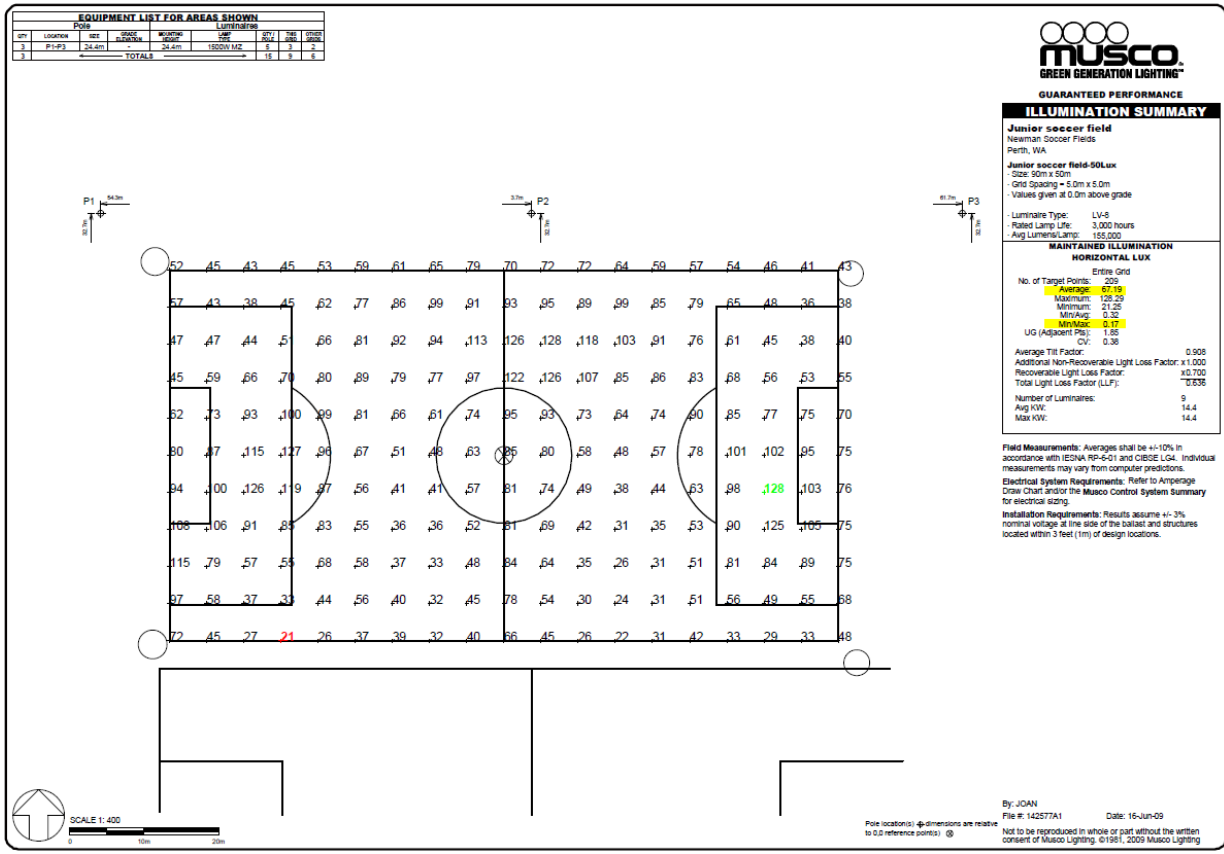 EQUIPMENT LIST FOR AREAS SHOWN
Pole Luminaires
QTY LOCATION SIZE GRADE ELEVATION MOUNTING HEIGHT LAMP TYPE QTY / POLE THIS GRID OTHER GRIDS
3 P1-P3 24.4m - 24.4m 1500W MZ 5 3 2
3 TOTALS 15 9 6
musco.
GREEN GENERATION LIGHTING™
GUARANTEED PERFORMANCE
ILLUMINATION SUMMARY
Junior soccer field
Newman Soccer Fields
Perth, WA
Junior soccer field-50Lux
- Size: 90m x 50m
- Grid Spacing = 5.0m x 5.0m
- Values given at 0.0m above grade
- Luminaire Type: LV-6
- Rated Lamp Life: 3,000 hours
- Avg Lumens/Lamp: 155,000
MAINTAINED ILLUMINATION
HORIZONTAL LUX
Entire Grid
No. of Target Points: 209
Average: 67.19
Maximum: 128.29
Minimum: 21.25
Min/Avg: 0.32
Min/Max: 0.17
UG (Adjacent Pts): 1.85
CV: 0.38
Average Tilt Factor: 0.908
Additional Non-Recoverable Light Loss Factor: x1.000
Recoverable Light Loss Factor: x0.700
Total Light Loss Factor (LLF): 0.636
Number of Luminaires: 9
Avg KW: 14.4
Max KW: 14.4
Field Measurements: Averages shall be +/-10% in
accordance with IESNA RP-6-01 and CIBSE LG4. Individual
measurements may vary from computer predictions.
Electrical System Requirements: Refer to Amperage
Draw Chart and/or the Musco Control System Summary
for electrical sizing.
Installation Requirements: Results assume +/- 3%
nominal voltage at line side of the ballast and structures
located within 3 feet (1m) of design locations.
P1 54.3m 3.7m P2 61.7m P3
32.7m 32.7m 32.7m
52 45 43 45 53 59 61 65 79 70 72 72 64 59 57 54 46 41 43
57 43 38 45 62 77 86 99 91 93 95 89 99 85 79 65 48 36 38
47 47 44 51 66 81 92 94 113 126 128 118 103 91 76 61 45 38 40
45 59 66 70 80 89 79 77 97 122 126 107 85 86 83 68 56 53 55
62 73 93 100 99 81 66 61 74 95 93 73 64 74 90 85 77 75 70
80 87 115 127 96 67 51 48 63 85 80 58 48 57 78 101 102 95 75
94 100 126 119 87 56 41 41 57 81 74 49 38 44 63 98 128 103 76
108 106 91 85 83 55 36 36 52 81 69 42 31 35 53 90 125 105 75
115 79 57 55 68 58 37 33 48 84 64 35 26 31 51 81 84 89 75
97 58 37 33 44 56 40 32 45 78 54 30 24 31 51 56 49 55 68
72 45 27 21 26 37 39 32 40 66 45 26 22 31 42 33 29 33 48
SCALE 1: 400
0 10m 20m
Pole location(s) dimensions are relative
to 0,0 reference point(s)
By: JOAN
File #: 142577A1 Date: 16-Jun-09
Not to be reproduced in whole or part without the written
consent of Musco Lighting. ©1981, 2009 Musco Lighting